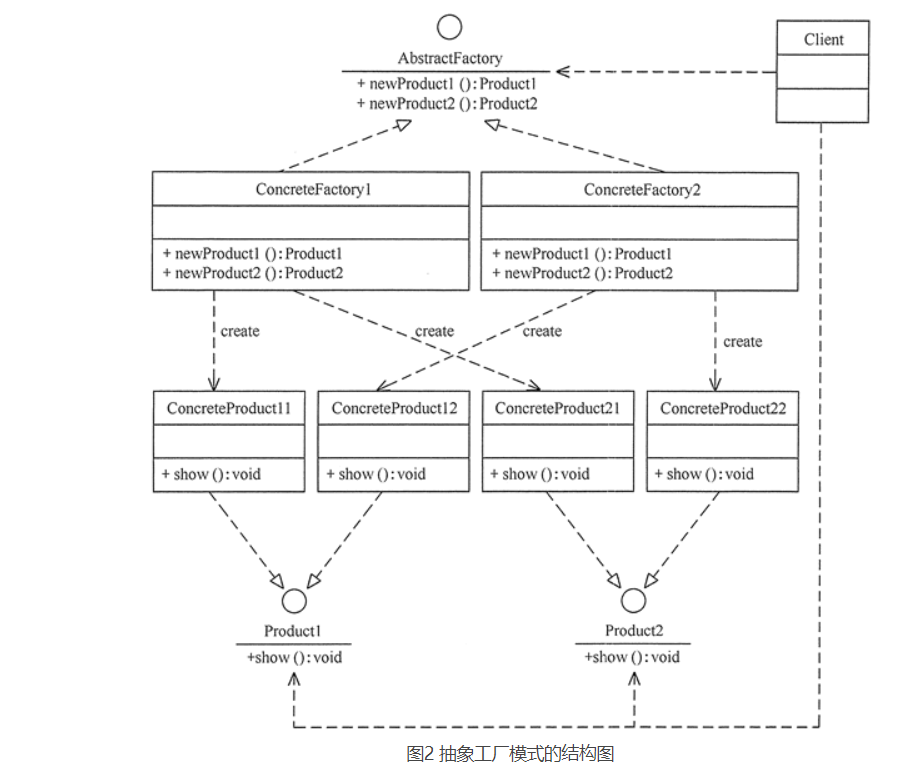 AbstractFactory
+ newProduct1 ():Product1
+ newProduct2 ():Product2
Client
ConcreteFactory1
+ newProduct1 ():Product1
+ newProduct2 ():Product2
ConcreteFactory2
+ newProduct1 ():Product1
+ newProduct2 ():Product2
create
create
create
create
ConcreteProduct11
+ show ():void
ConcreteProduct12
+ show ():void
ConcreteProduct21
+ show ():void
ConcreteProduct22
+ show ():void
Product1
+show ():void
Product2
+show ():void
图2 抽象工厂模式的结构图